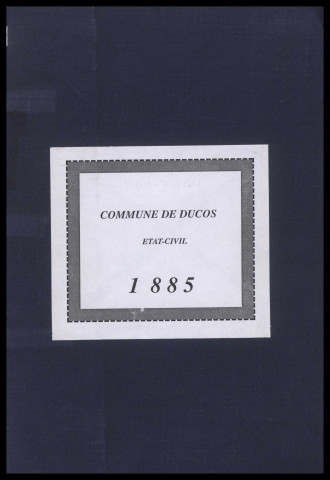 COMMUNE DE DUCOS
ETAT-CIVIL
1885